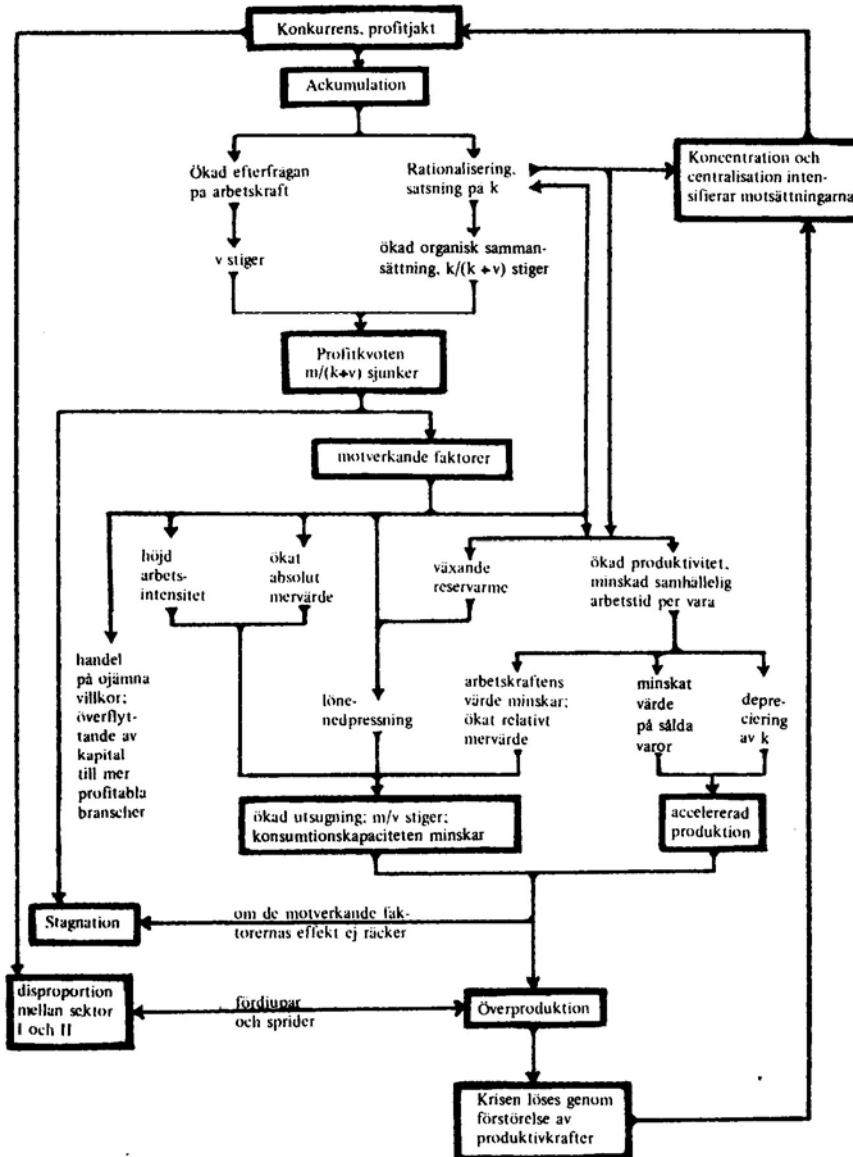 Konkurrens, profitjakt
Ackumulation
Ökad efterfrågan
pa arbetskraft
Rationalisering,
satsning på k
Koncentration och
centralisation inten-
sifierar motsättningarna
v stiger
ökad organisk samman-
sättning, k/(k + v) stiger
Profitkvoten
m/(k+v) sjunker
motverkande faktorer
höjd
arbets-
intensitet
ökat
absolut
mervärde
växande
reservarme
ökad produktivitet,
minskad samhällelig
arbetstid per vara
handel
på ojämna
villkor;
överflyt-
tande av
kapital
till mer
profitabla
branscher
löne-
nedpressning
arbetskraftens
värde minskar;
ökat relativt
mervärde
minskat
värde
på sålda
varor
depre-
ciering
av k
ökad utsugning; m/v stiger;
konsumtionskapaciteten minskar
accelererad
produktion
Stagnation
om de motverkande fak-
torernas effekt ej räcker
disproportion
mellan sektor
I och II
fördjupar
och sprider
Överproduktion
Krisen löses genom
förstörelse av
produktivkrafter